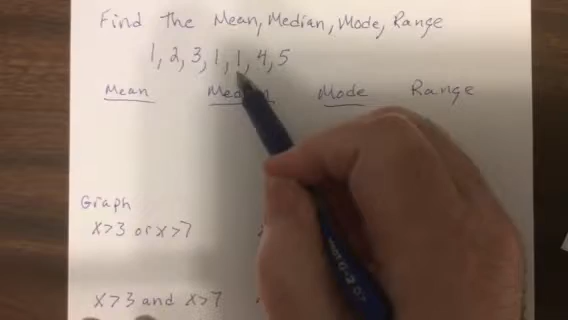 Find the Mean, Median, Mode, Range
1, 2, 3, 1, 1, 4, 5
Mean Median Mode Range
Graph
x>3 or x>7
x>3 and x>7